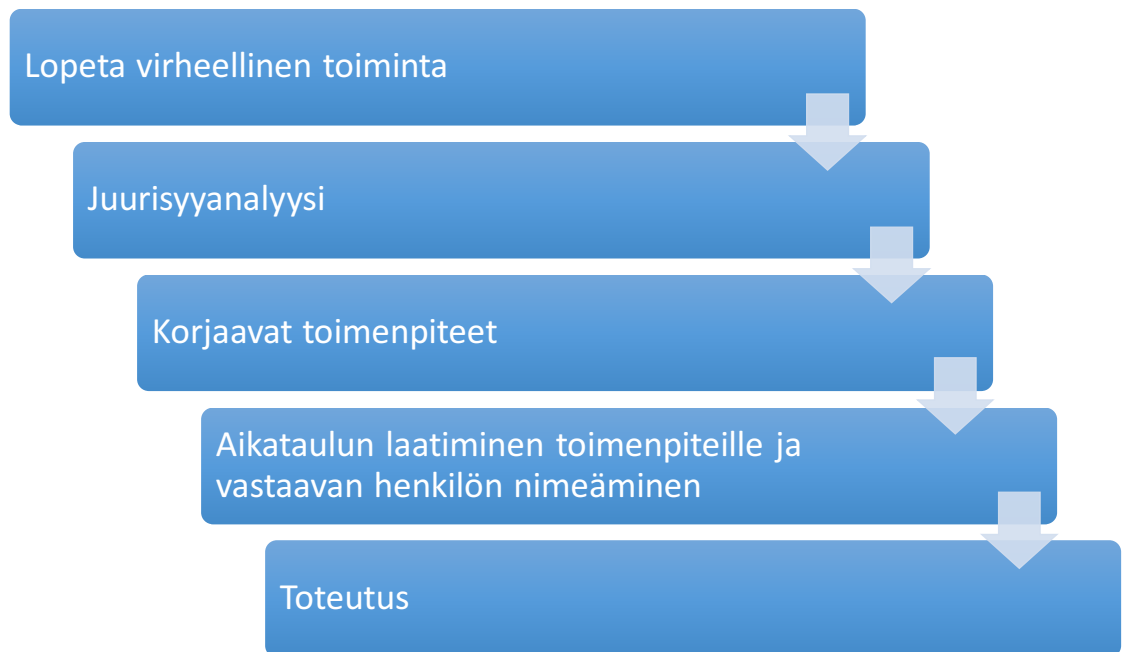 Lopeta virheellinen toiminta
Juurisyyanalyysi
Korjaavat toimenpiteet
Aikataulun laatiminen toimenpiteille ja
vastaavan henkilön nimeäminen
Toteutus